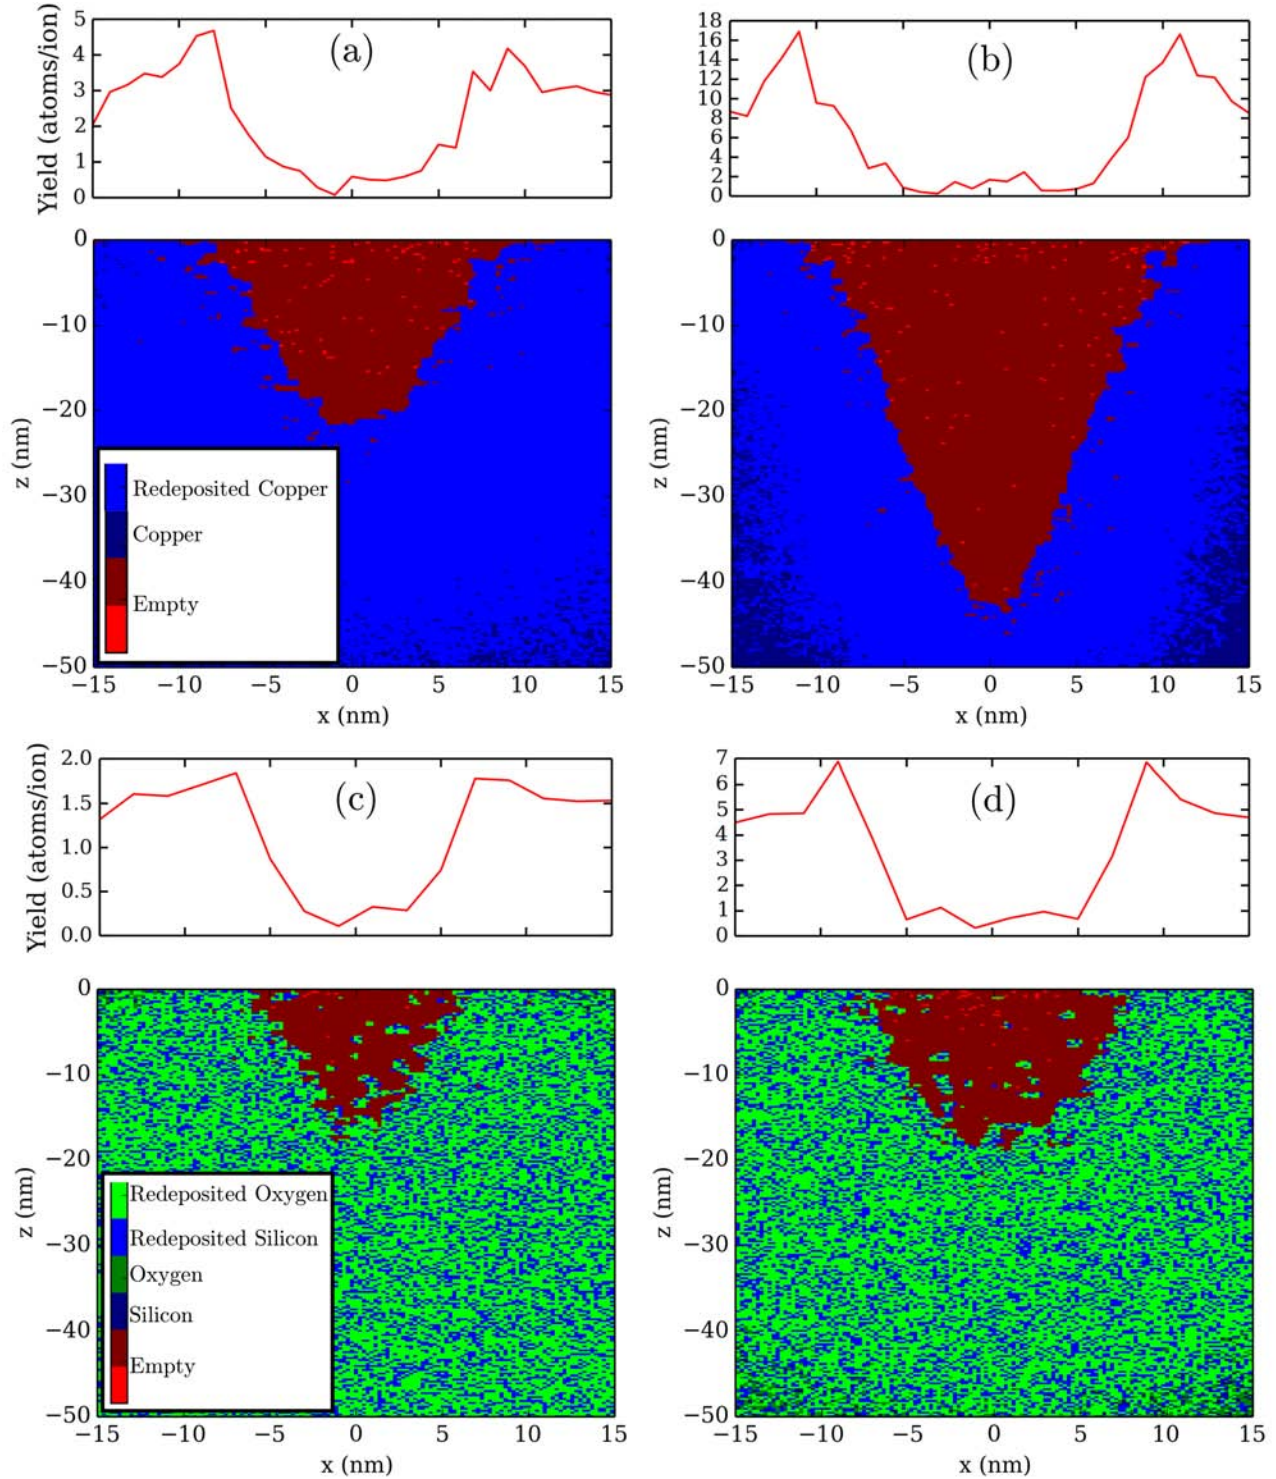 5
4
3
2
1
0
Yield (atoms/ion)
(a)
18
16
14
12
10
8
6
4
2
0
(b)
0
−10
−20
−30
−40
−50
z (nm)
Redeposited Copper
Copper
Empty
−15 −10 −5 0 5 10 15
x (nm)
0
−10
−20
−30
−40
−50
z (nm)
−15 −10 −5 0 5 10 15
x (nm)
2.0
1.5
1.0
0.5
0.0
Yield (atoms/ion)
(c)
7
6
5
4
3
2
1
0
(d)
0
−10
−20
−30
−40
−50
z (nm)
Redeposited Oxygen
Redeposited Silicon
Oxygen
Silicon
Empty
−15 −10 −5 0 5 10 15
x (nm)
0
−10
−20
−30
−40
−50
z (nm)
−15 −10 −5 0 5 10 15
x (nm)